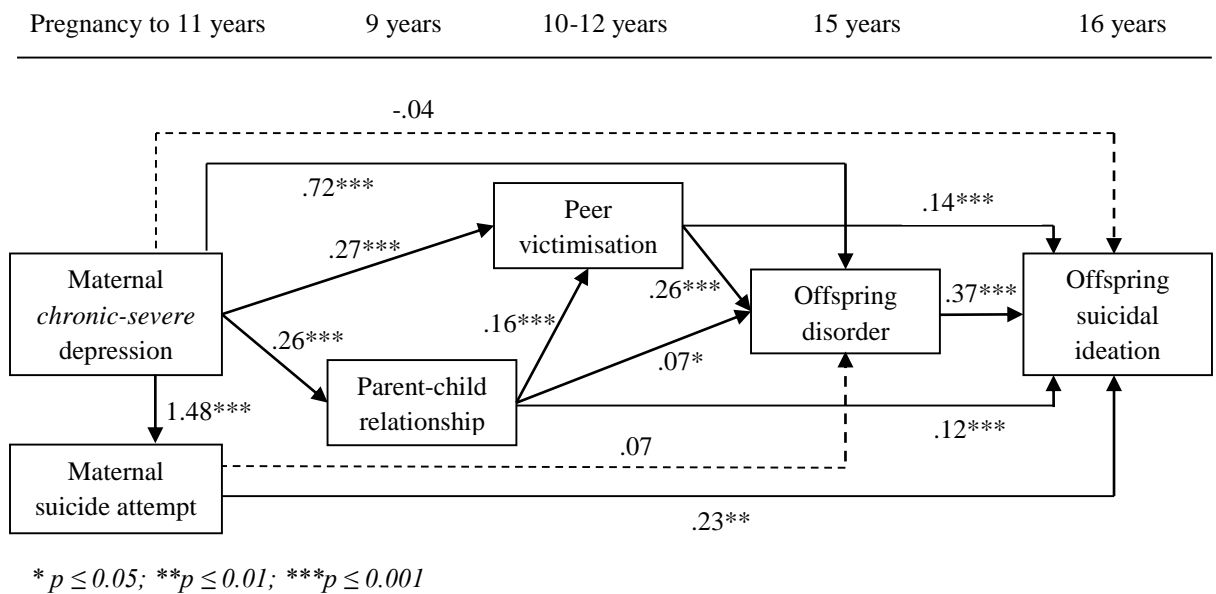 Pregnancy to 11 years 9 years 10-12 years 15 years 16 years
-.04
.72***
Peer
victimisation
.14***
.27***
Maternal
chronic-severe
depression
.26***
Offspring
disorder
.37***
Offspring
suicidal
ideation
.16***
.26***
.07*
Parent-child
relationship
1.48***
.12***
.07
Maternal
suicide attempt
.23**
* p ≤ 0.05; **p ≤ 0.01; ***p ≤ 0.001